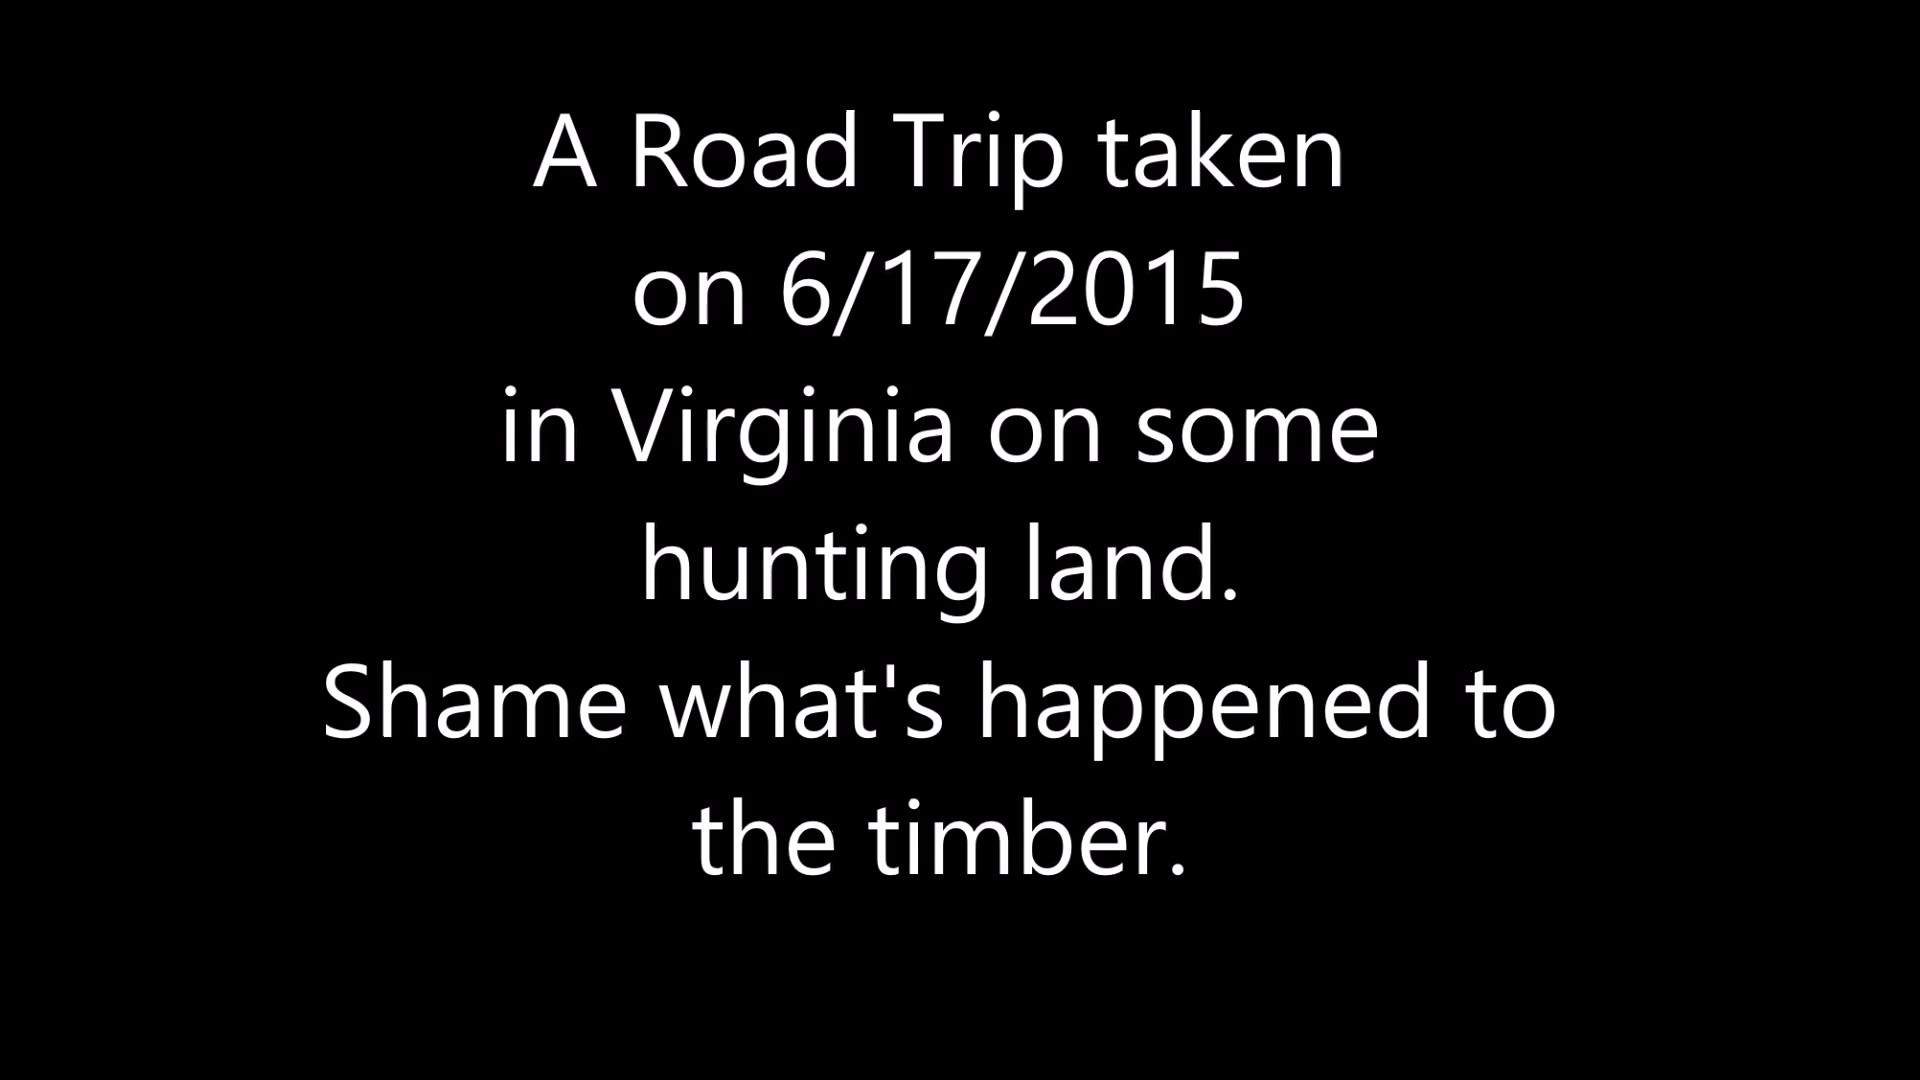 A Road Trip taken
on 6/17/2015
in Virginia on some
hunting land.
Shame what's happened to
the timber.